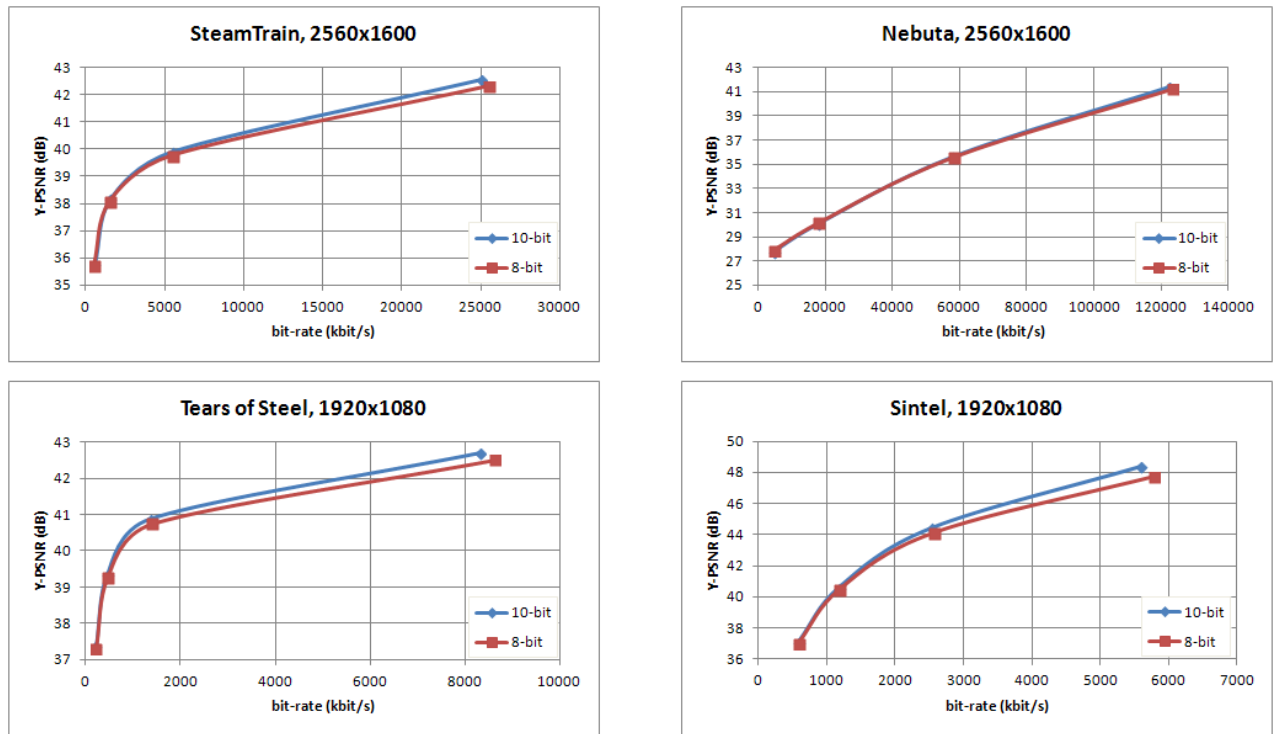 SteamTrain, 2560x1600
43
42
41
40
39
38
37
36
35
Y-PSNR (dB)
10-bit
8-bit
0 5000 10000 15000 20000 25000 30000
bit-rate (kbit/s)
Nebuta, 2560x1600
43
41
39
37
35
33
31
29
27
25
Y-PSNR (dB)
10-bit
8-bit
0 20000 40000 60000 80000 100000 120000 140000
bit-rate (kbit/s)
Tears of Steel, 1920x1080
43
42
41
40
39
38
37
Y-PSNR (dB)
10-bit
8-bit
0 2000 4000 6000 8000 10000
bit-rate (kbit/s)
Sintel, 1920x1080
50
48
46
44
42
40
38
36
Y-PSNR (dB)
10-bit
8-bit
0 1000 2000 3000 4000 5000 6000 7000
bit-rate (kbit/s)